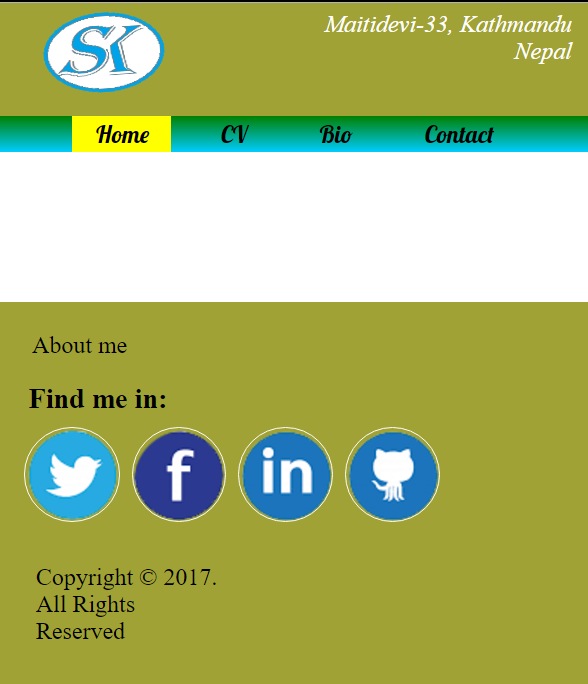 SK
Maitidevi-33, Kathmandu
Nepal
Home CV Bio Contact
About me
Find me in:
f in
Copyright © 2017.
All Rights
Reserved